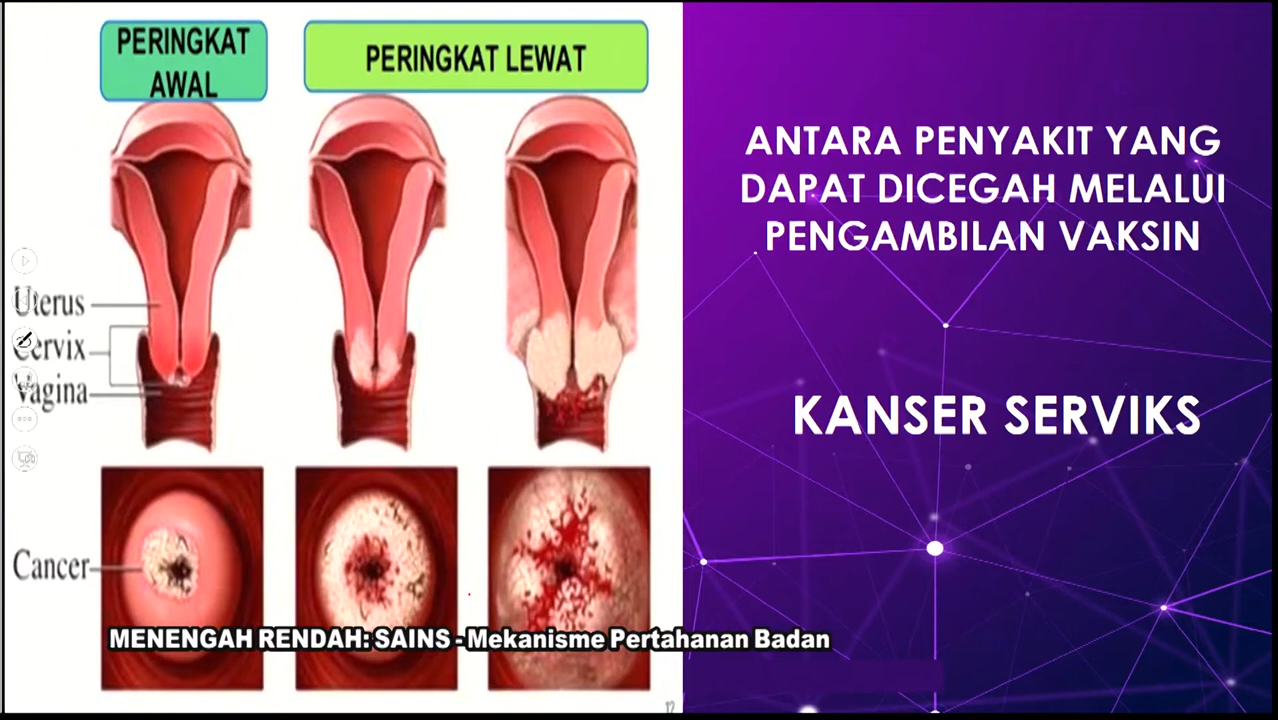 PERINGKAT
AWAL
PERINGKAT LEWAT
Uterus
Cervix
Vagina
Cancer
ANTARA PENYAKIT YANG
DAPAT DICEGAH MELALUI
PENGAMBILAN VAKSIN
KANSER SERVIKS
MENENGAH RENDAH: SAINS - Mekanisme Pertahanan Badan